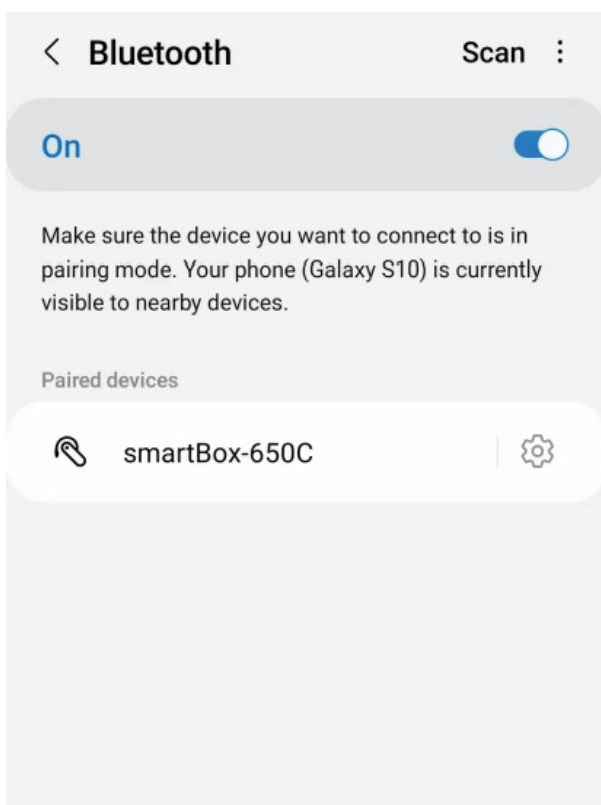 Bluetooth Scan
On
Make sure the device you want to connect to is in
pairing mode. Your phone (Galaxy S10) is currently
visible to nearby devices.
Paired devices
smartBox-650C